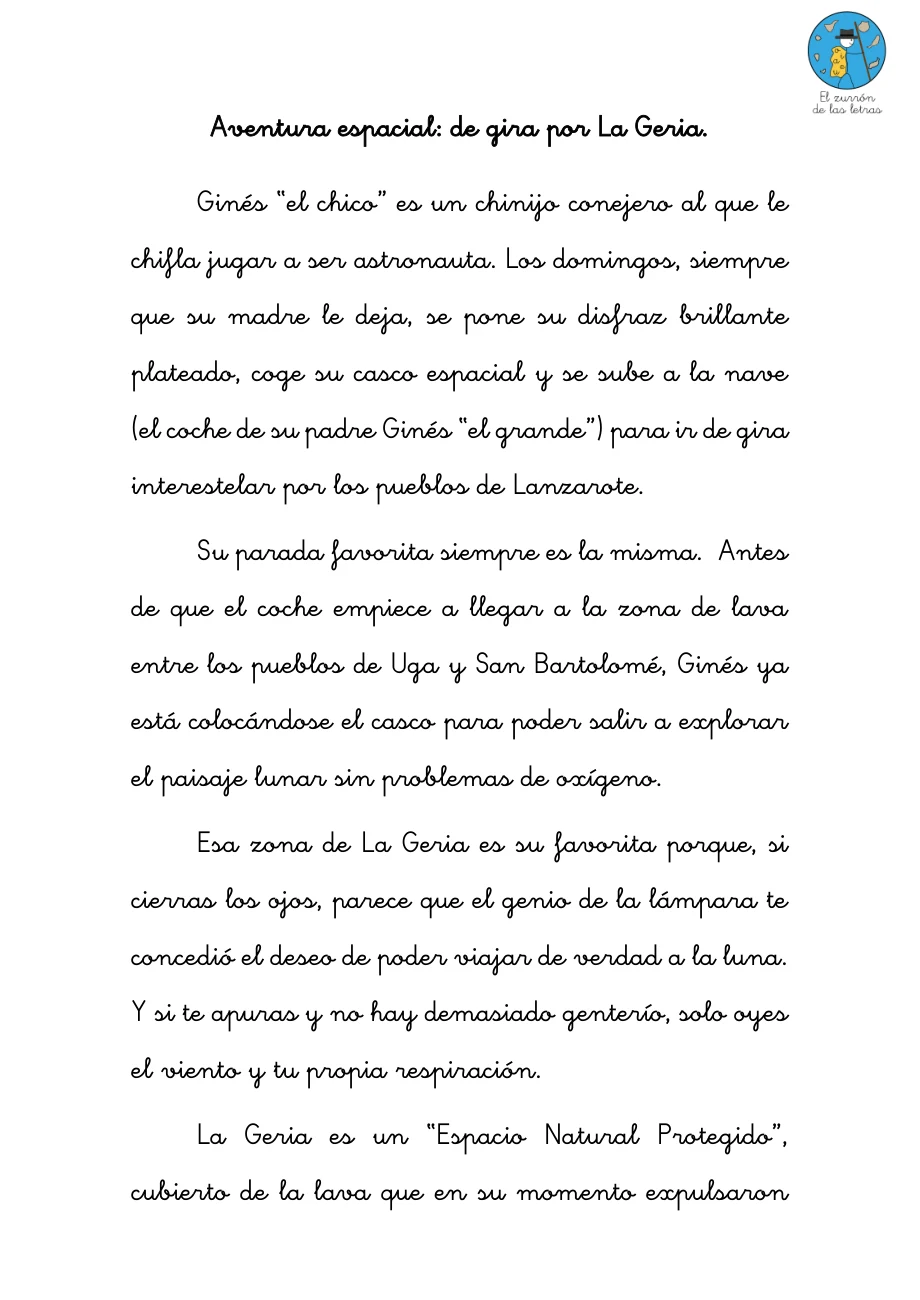 El zurrón
de las letras
Aventura espacial: de gira por La Geria.
Ginés “el chico” es un chinijo conejero al que le
chifla jugar a ser astronauta. Los domingos, siempre
que su madre le deja, se pone su disfraz brillante
plateado, coge su casco espacial y se sube a la nave
(el coche de su padre Ginés “el grande”) para ir de gira
interestelar por los pueblos de Lanzarote.
Su parada favorita siempre es la misma.  Antes
de que el coche empiece a llegar a la zona de lava
entre los pueblos de Uga y San Bartolomé, Ginés ya
está colocándose el casco para poder salir a explorar
el paisaje lunar sin problemas de oxígeno.
Esa zona de La Geria es su favorita porque, si
cierras los ojos, parece que el genio de la lámpara te
concedió el deseo de poder viajar de verdad a la luna.
Y si te apuras y no hay demasiado genterío, solo oyes
el viento y tu propia respiración.
La Geria es un “Espacio Natural Protegido”,
cubierto de la lava que en su momento expulsaron